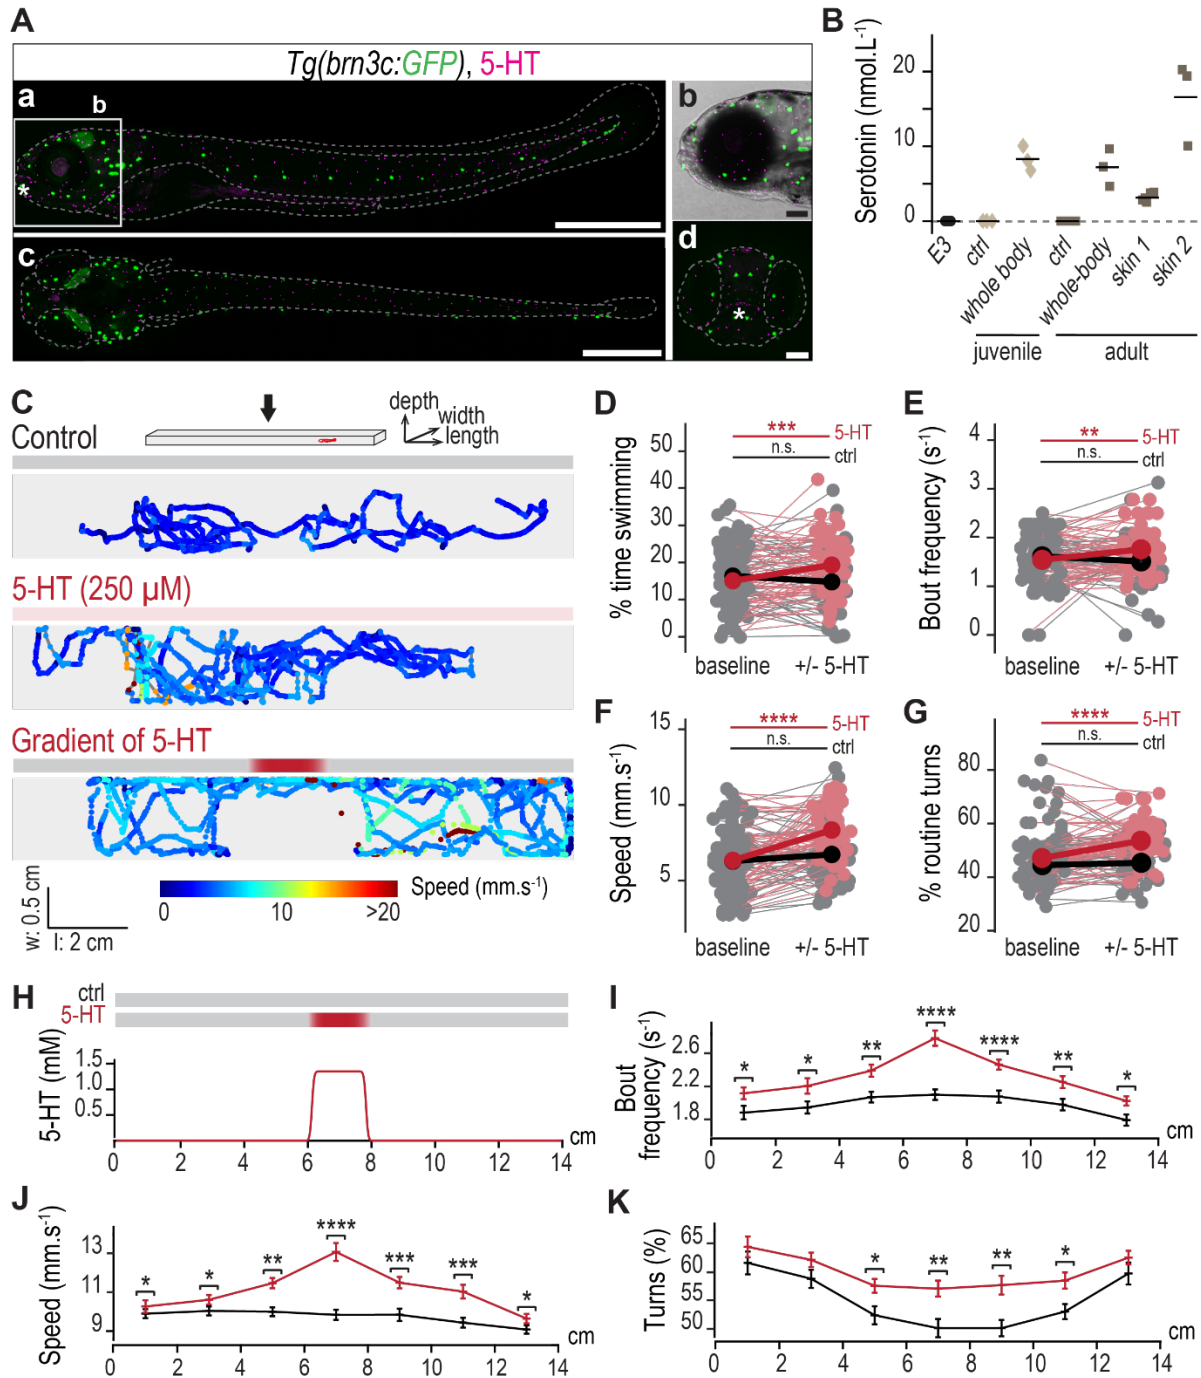 A
Tg(brn3c:GFP), 5-HT
a
b
*
b
c
d
*
B
Serotonin (nmol.L-1)
20
10
0
E3
ctrl
whole body
ctrl
whole-body
skin 1
skin 2
juvenile
adult
C
Control
depth
width
length
5-HT (250 µM)
Gradient of 5-HT
w: 0.5 cm
l: 2 cm
Speed (mm.s-1)
0
10
>20
D
% time swimming
50
40
30
20
10
0
*** 5-HT
n.s. ctrl
baseline
+/- 5-HT
E
Bout frequency (s-1)
4
3
2
1
0
** 5-HT
n.s. ctrl
baseline
+/- 5-HT
F
Speed (mm.s-1)
15
10
5
**** 5-HT
n.s. ctrl
baseline
+/- 5-HT
G
% routine turns
80
60
40
20
**** 5-HT
n.s. ctrl
baseline
+/- 5-HT
H
ctrl
5-HT
5-HT (mM)
1.5
1.0
0.5
cm
0 2 4 6 8 10 12 14
I
Bout frequency (s-1)
2.6
2.2
1.8
* * ** **** **** ** *
cm
0 2 4 6 8 10 12 14
J
Speed (mm.s-1)
13
11
9
* * ** **** *** *** *
cm
0 2 4 6 8 10 12 14
K
Turns (%)
65
60
55
50
* ** ** *
cm
0 2 4 6 8 10 12 14